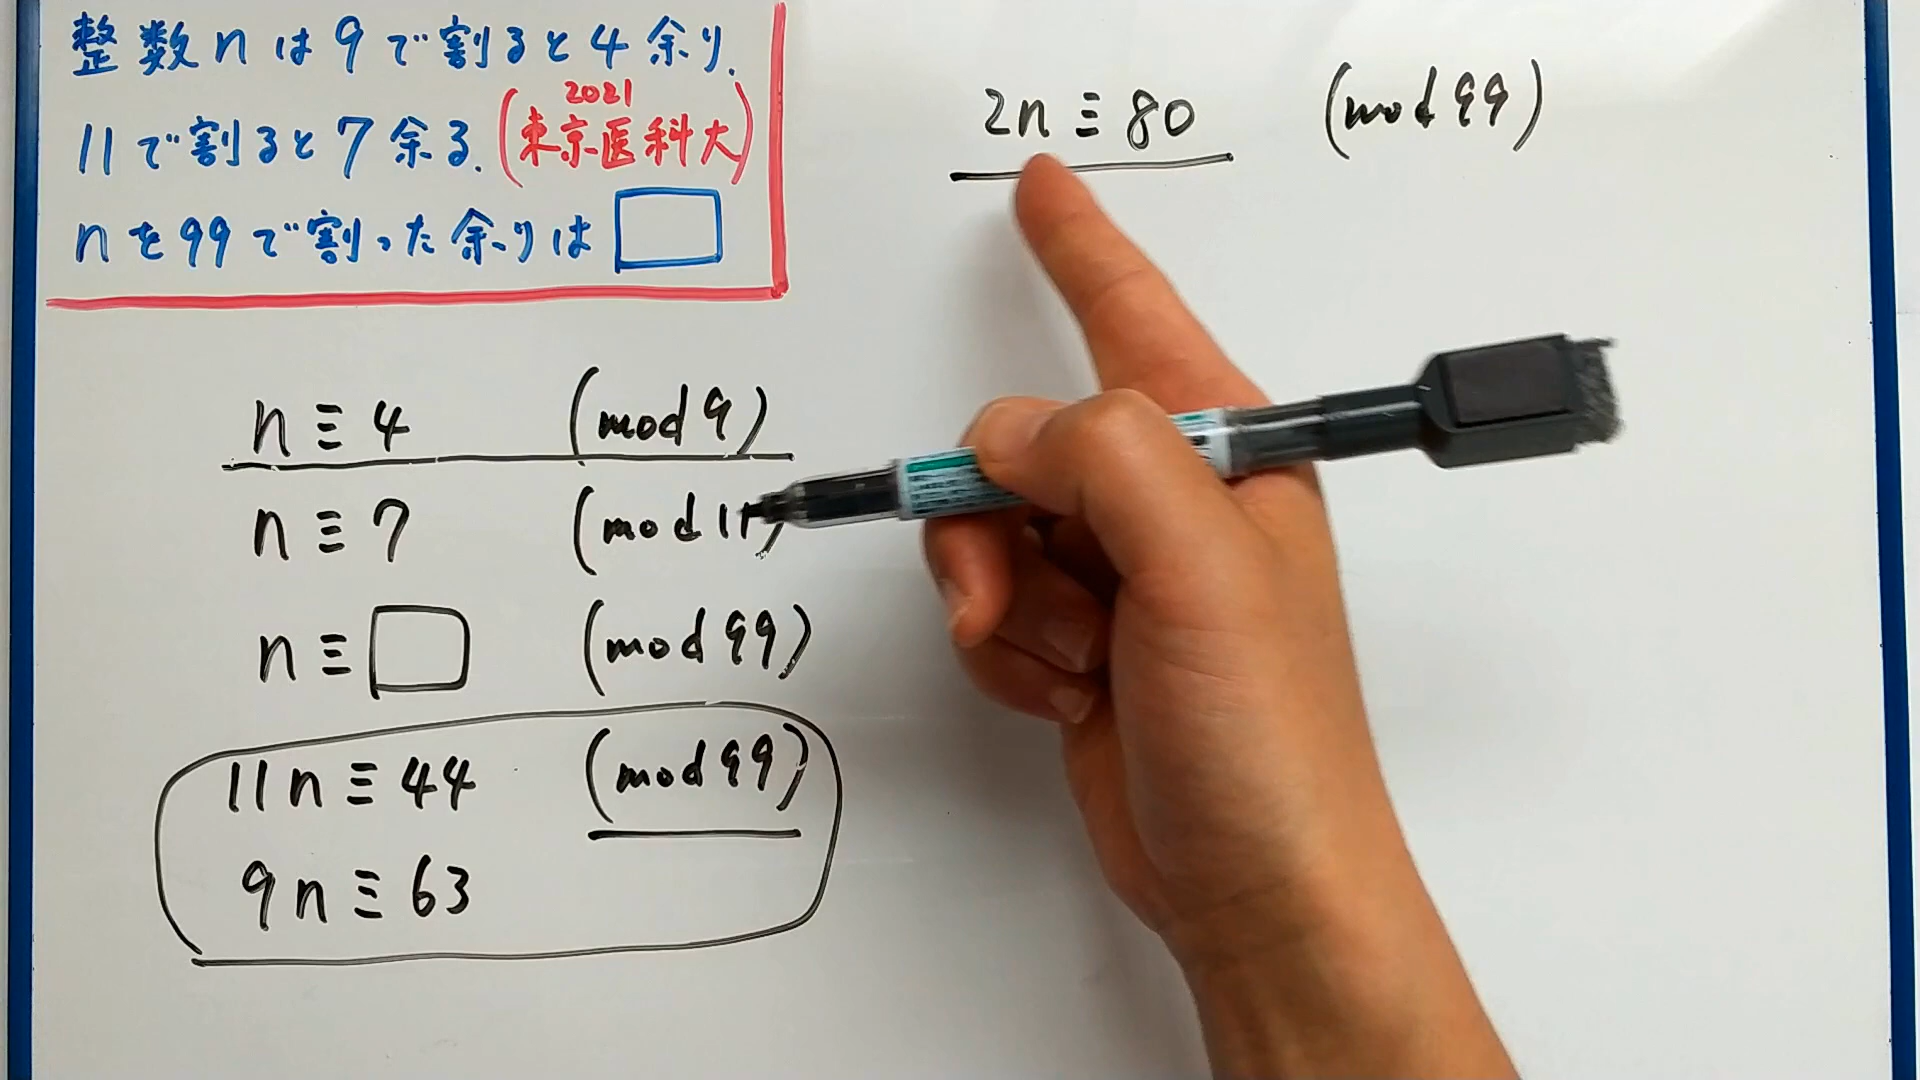 整数nは9で割ると4余り.
11で割ると7余る.(2021 東京医科大)
nを99で割った余りは□
n≡4 (mod 9)
n≡7 (mod 11)
n≡□ (mod 99)
11n≡44 (mod 99)
9n≡63
2n≡80 (mod 99)